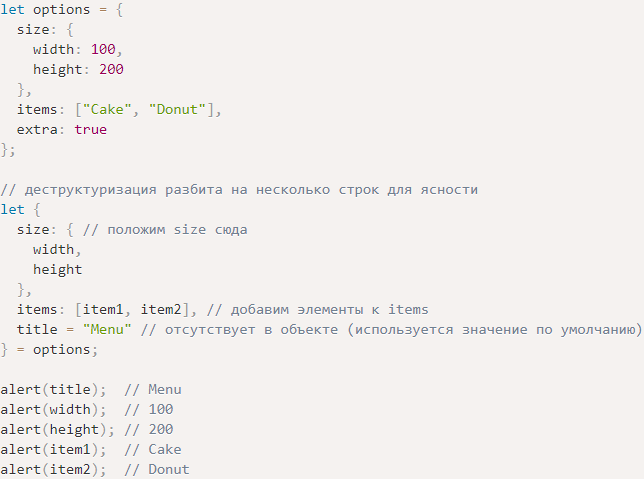 let options = {
  size: {
    width: 100,
    height: 200
  },
  items: ["Cake", "Donut"],
  extra: true
};

// деструктуризация разбита на несколько строк для ясности
let {
  size: { // положим size сюда
    width,
    height
  },
  items: [item1, item2], // добавим элементы к items
  title = "Menu" // отсутствует в объекте (используется значение по умолчанию)
} = options;

alert(title);  // Menu
alert(width);  // 100
alert(height); // 200
alert(item1);  // Cake
alert(item2);  // Donut